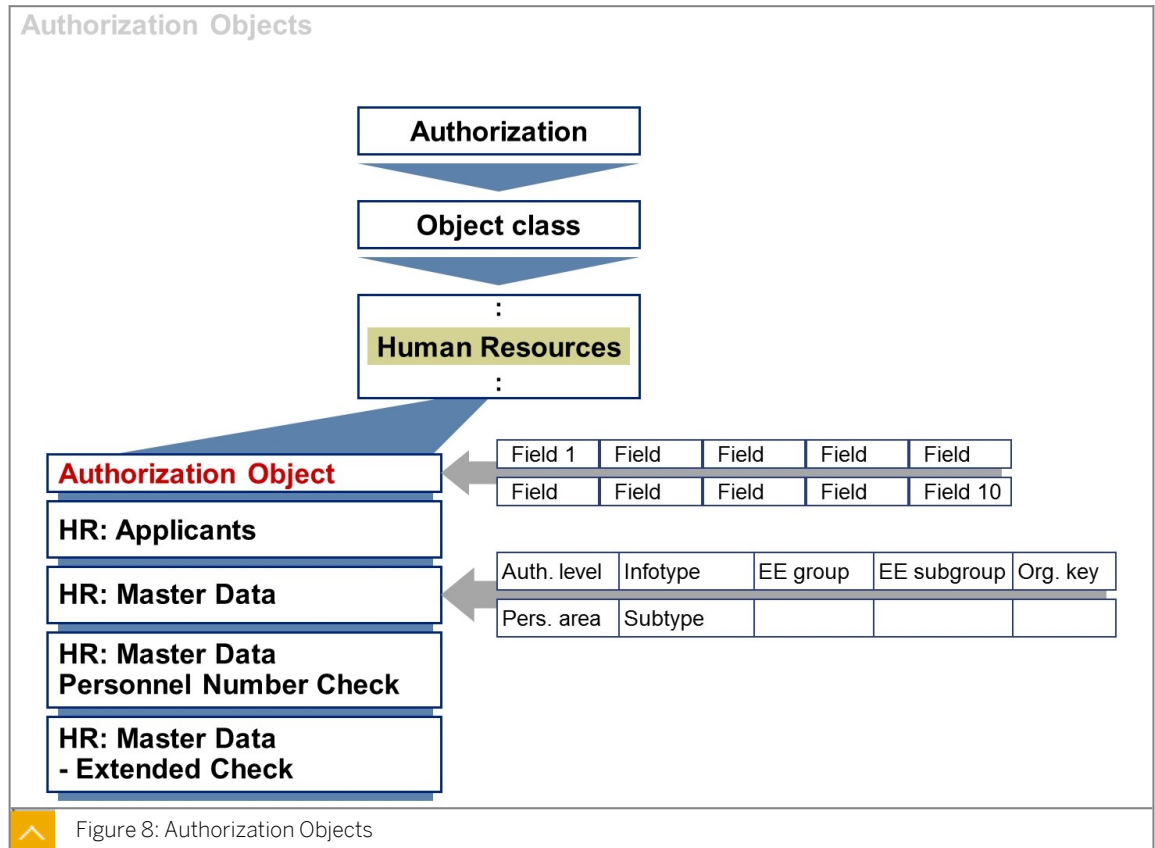 Authorization Objects
Authorization
Object class
:
Human Resources
:
Authorization Object
Field 1 Field Field Field Field
Field Field Field Field Field 10
HR: Applicants
HR: Master Data
Auth. level Infotype EE group EE subgroup Org. key
Pers. area Subtype
HR: Master Data
Personnel Number Check
HR: Master Data
- Extended Check
Figure 8: Authorization Objects